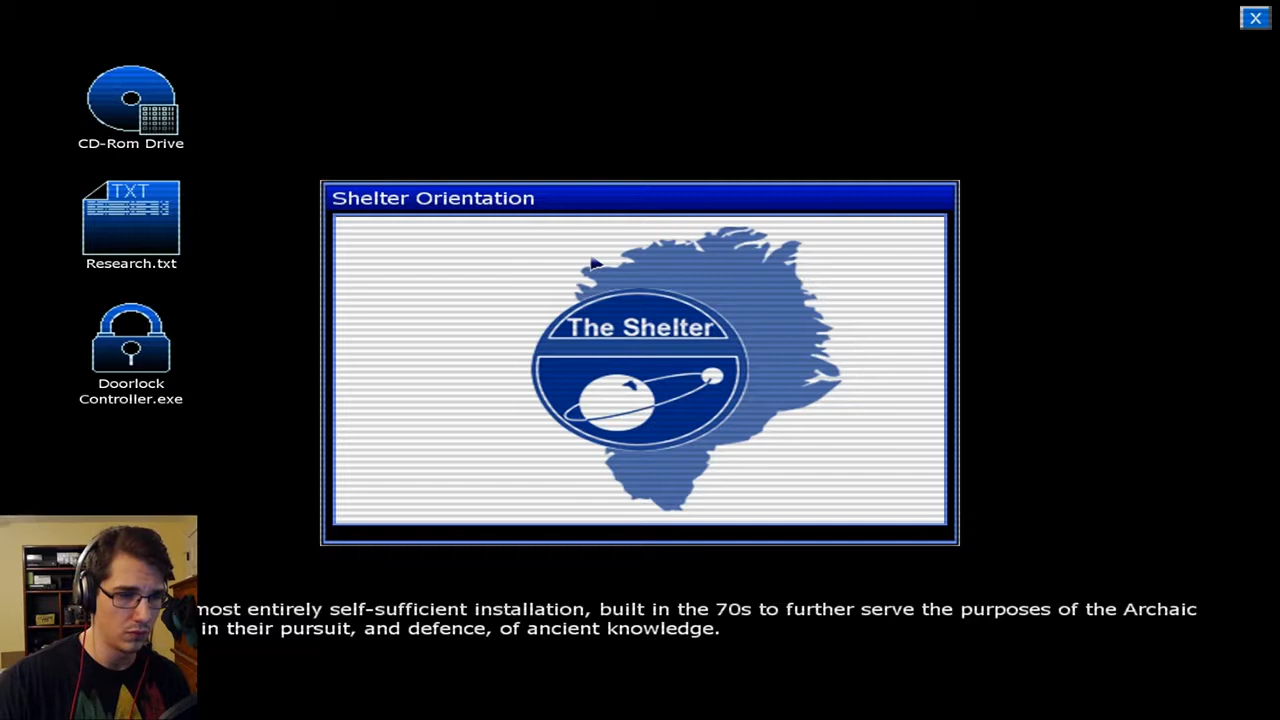 X
CD-Rom Drive
TXT
Research.txt
Doorlock
Controller.exe
Shelter Orientation
The Shelter
most entirely self-sufficient installation, built in the 70s to further serve the purposes of the Archaic
in their pursuit, and defence, of ancient knowledge.